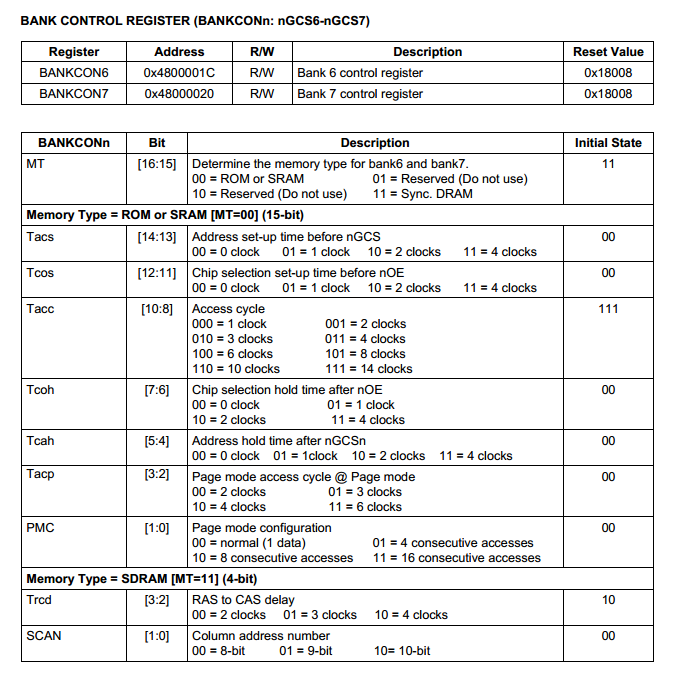 BANK CONTROL REGISTER (BANKCONn: nGCS6-nGCS7)
Register Address R/W Description Reset Value
BANKCON6 0x4800001C R/W Bank 6 control register 0x18008
BANKCON7 0x48000020 R/W Bank 7 control register 0x18008
BANKCONn Bit Description Initial State
MT [16:15] Determine the memory type for bank6 and bank7. 11
00 = ROM or SRAM 01 = Reserved (Do not use)
10 = Reserved (Do not use) 11 = Sync. DRAM
Memory Type = ROM or SRAM [MT=00] (15-bit)
Tacs [14:13] Address set-up time before nGCS 00
00 = 0 clock 01 = 1 clock 10 = 2 clocks 11 = 4 clocks
Tcos [12:11] Chip selection set-up time before nOE 00
00 = 0 clock 01 = 1 clock 10 = 2 clocks 11 = 4 clocks
Tacc [10:8] Access cycle 111
000 = 1 clock 001 = 2 clocks
010 = 3 clocks 011 = 4 clocks
100 = 6 clocks 101 = 8 clocks
110 = 10 clocks 111 = 14 clocks
Tcoh [7:6] Chip selection hold time after nOE 00
00 = 0 clock 01 = 1 clock
10 = 2 clocks 11 = 4 clocks
Tcah [5:4] Address hold time after nGCSn 00
00 = 0 clock 01 = 1clock 10 = 2 clocks 11 = 4 clocks
Tacp [3:2] Page mode access cycle @ Page mode 00
00 = 2 clocks 01 = 3 clocks
10 = 4 clocks 11 = 6 clocks
PMC [1:0] Page mode configuration 00
00 = normal (1 data) 01 = 4 consecutive accesses
10 = 8 consecutive accesses 11 = 16 consecutive accesses
Memory Type = SDRAM [MT=11] (4-bit)
Trcd [3:2] RAS to CAS delay 10
00 = 2 clocks 01 = 3 clocks 10 = 4 clocks
SCAN [1:0] Column address number 00
00 = 8-bit 01 = 9-bit 10= 10-bit